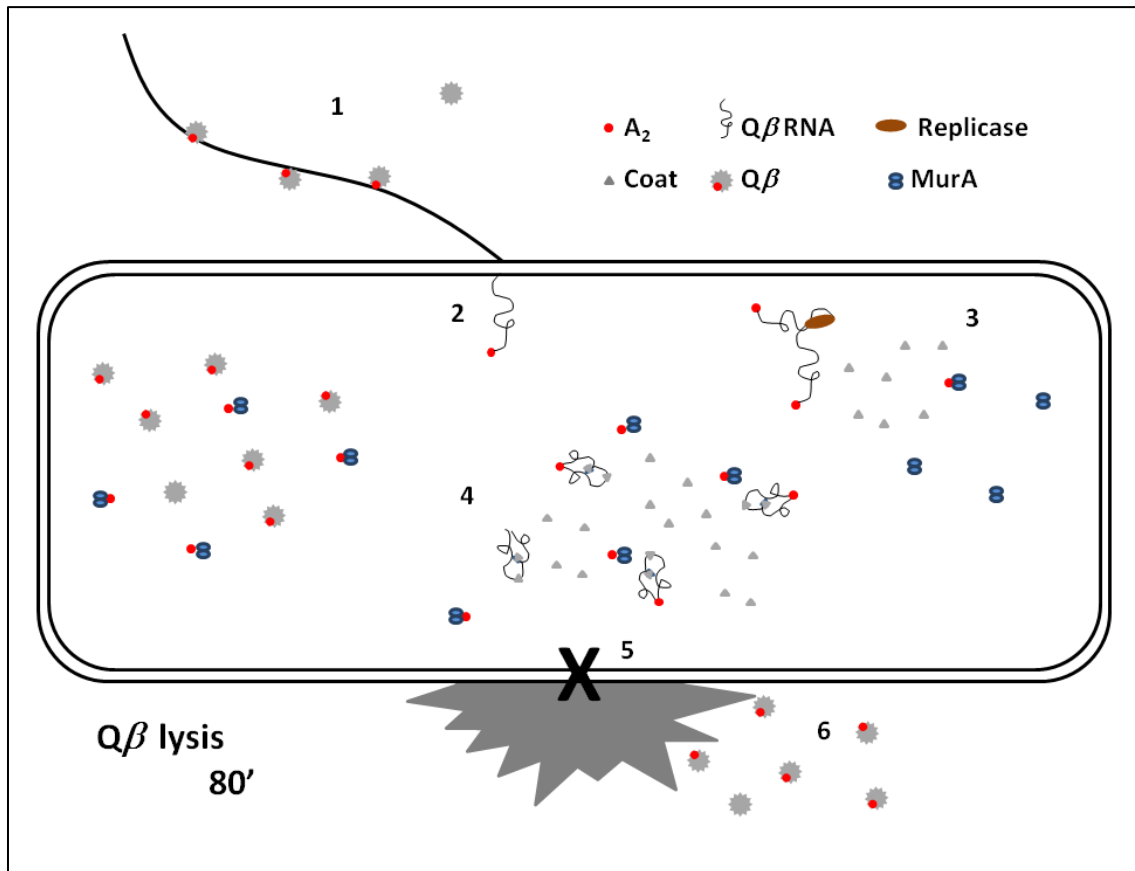 1
A₂
QβRNA
Replicase
Coat
Qβ
MurA
2
3
4
5
X
6
Qβ lysis
80'